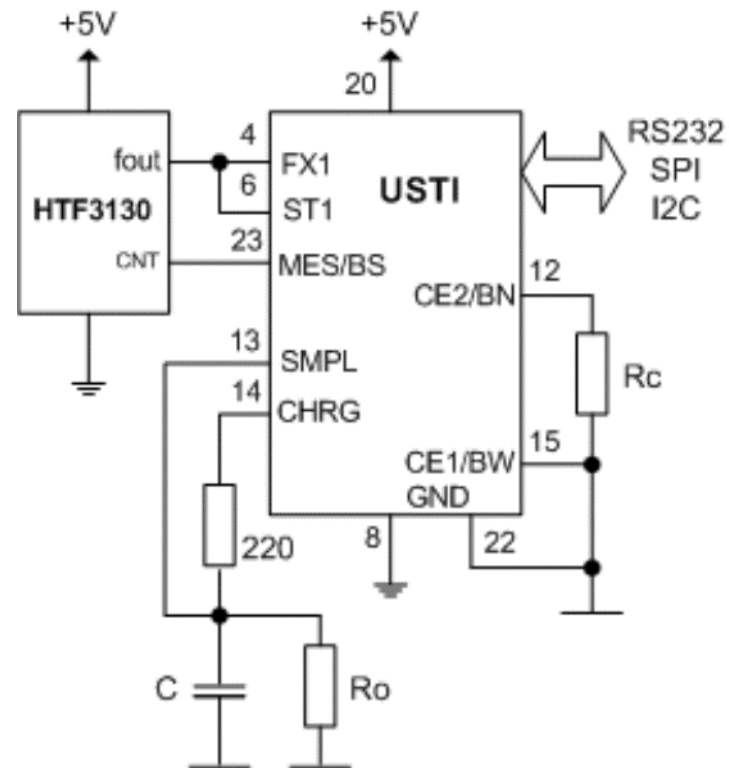 +5V
+5V
20
fout
4
FX1
USTI
RS232
SPI
I2C
HTF3130
6
ST1
CNT
23
MES/BS
12
CE2/BN
13
SMPL
Rc
14
CHRG
15
CE1/BW
GND
220
8
22
C
Ro